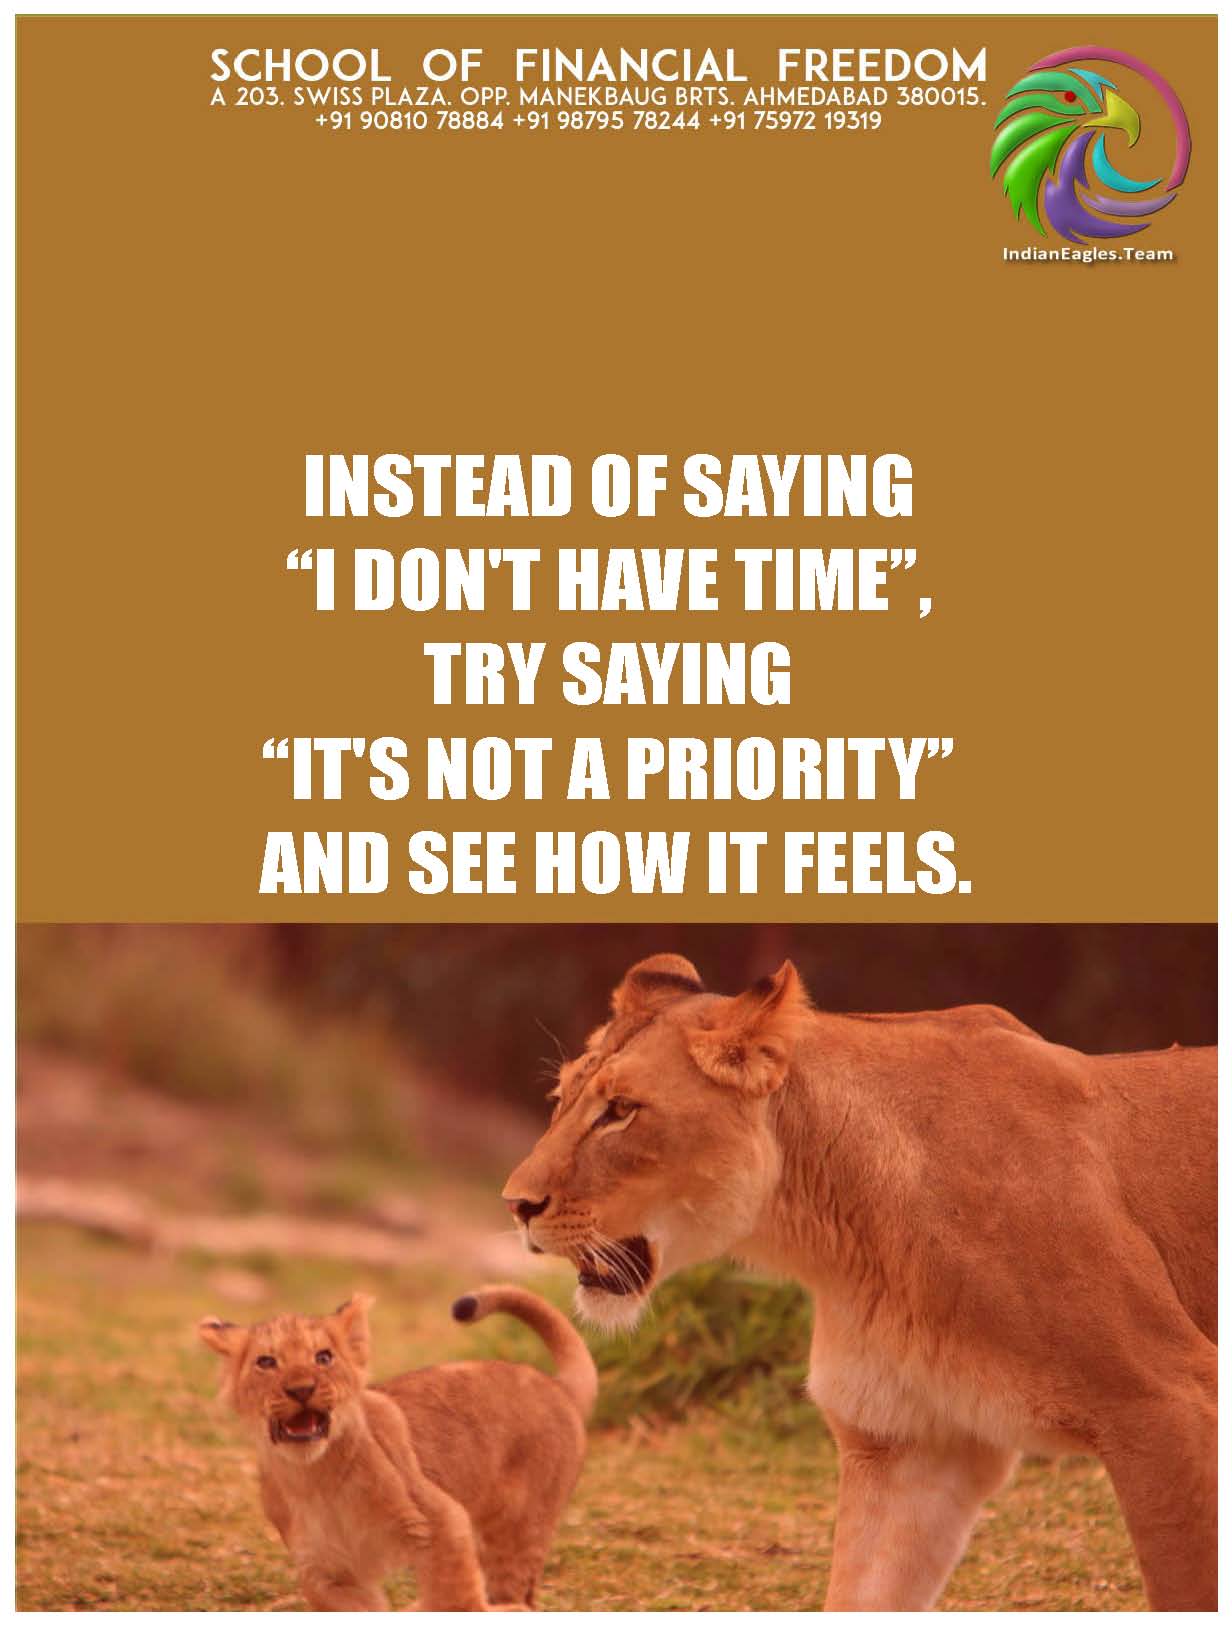 SCHOOL OF FINANCIAL FREEDOM
A 203. SWISS PLAZA. OPP. MANEKBAUG BRTS. AHMEDABAD 380015.
+91 90810 78884 +91 98795 78244 +91 75972 19319
IndianEagles.Team
INSTEAD OF SAYING
“I DON'T HAVE TIME”,
TRY SAYING
“IT'S NOT A PRIORITY”
AND SEE HOW IT FEELS.